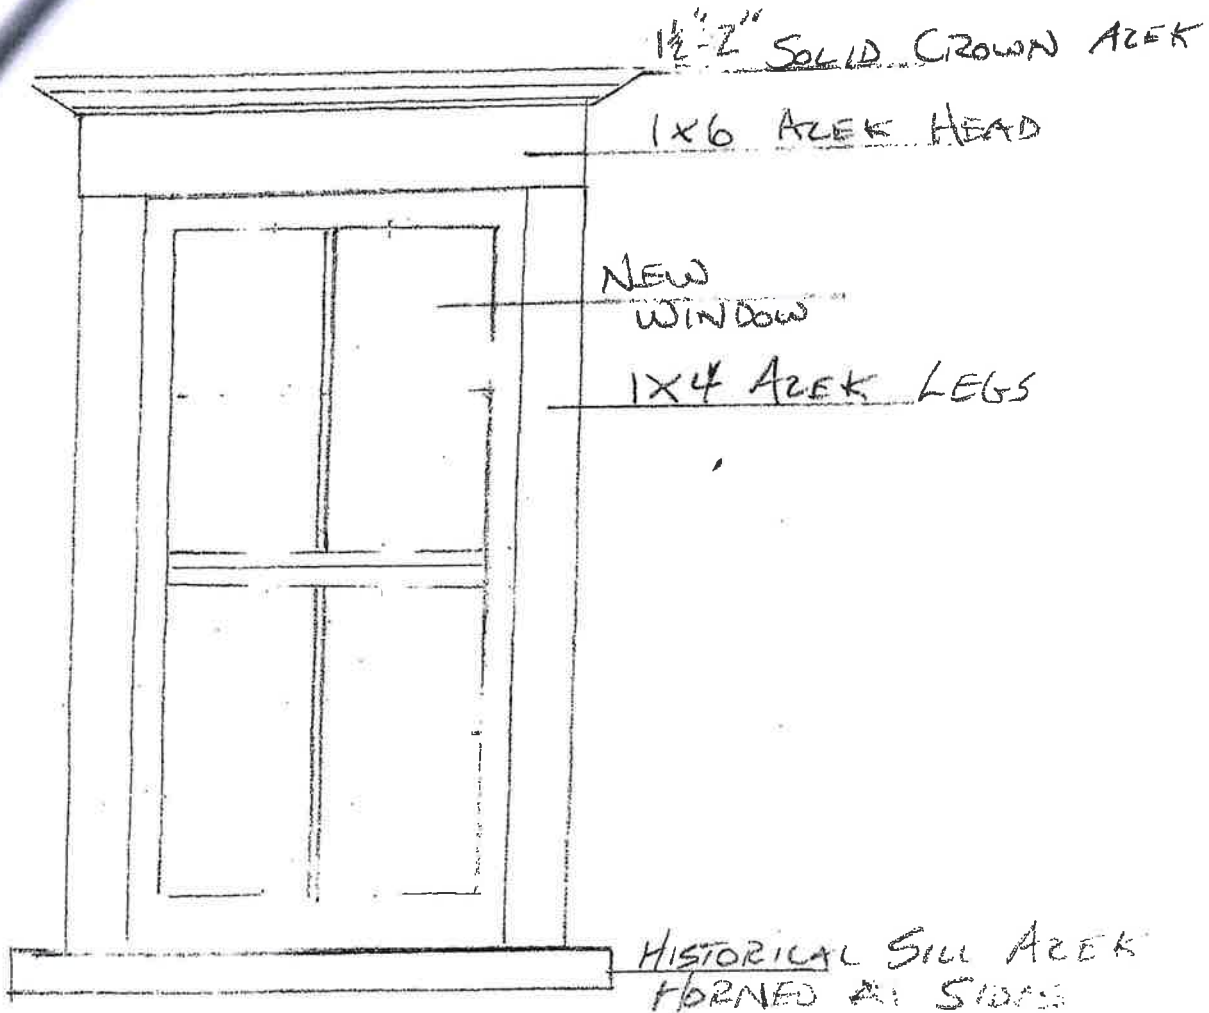 1½"-2" SOLID CROWN AZEK
1x6 AZEK HEAD
NEW
WINDOW
1X4 AZEK LEGS
HISTORICAL SILL AZEK
HORNED AT SIDES